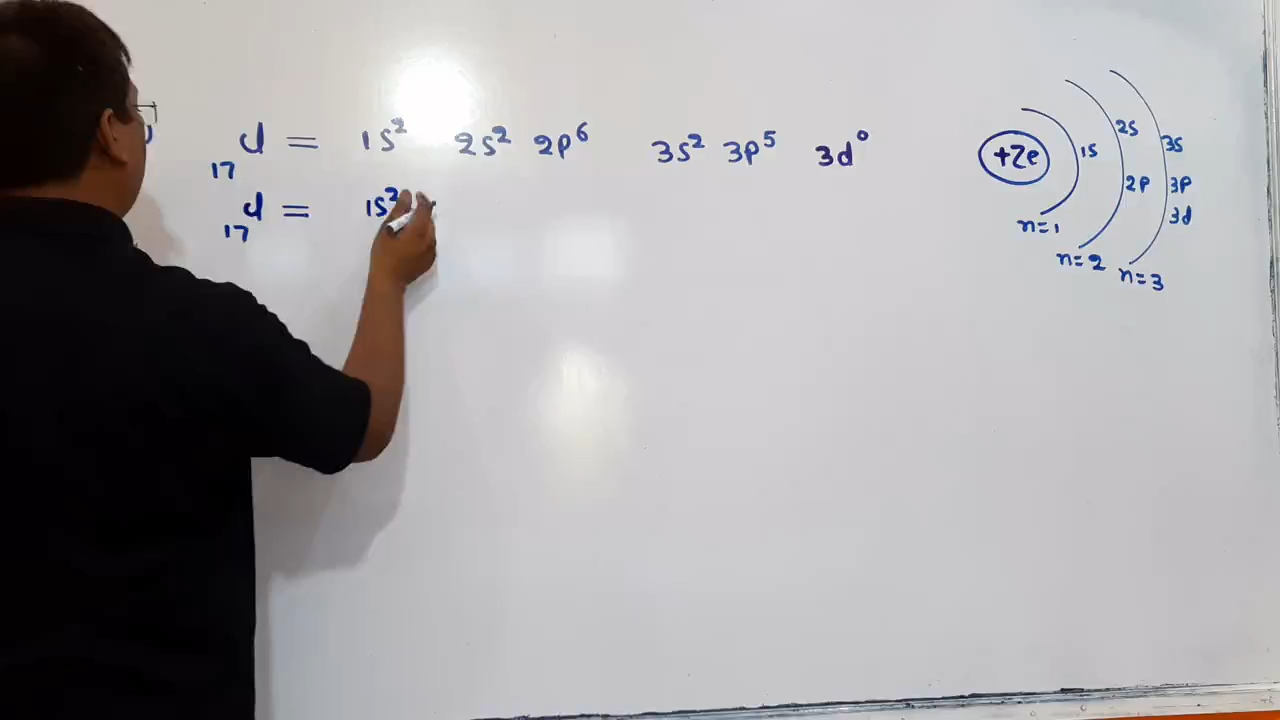 17Cl = 1s² 2s² 2p⁶ 3s² 3p⁵ 3d⁰
17Cl = 1s²
+Ze
1s
n=1
2s
2p
n=2
3s
3p
3d
n=3